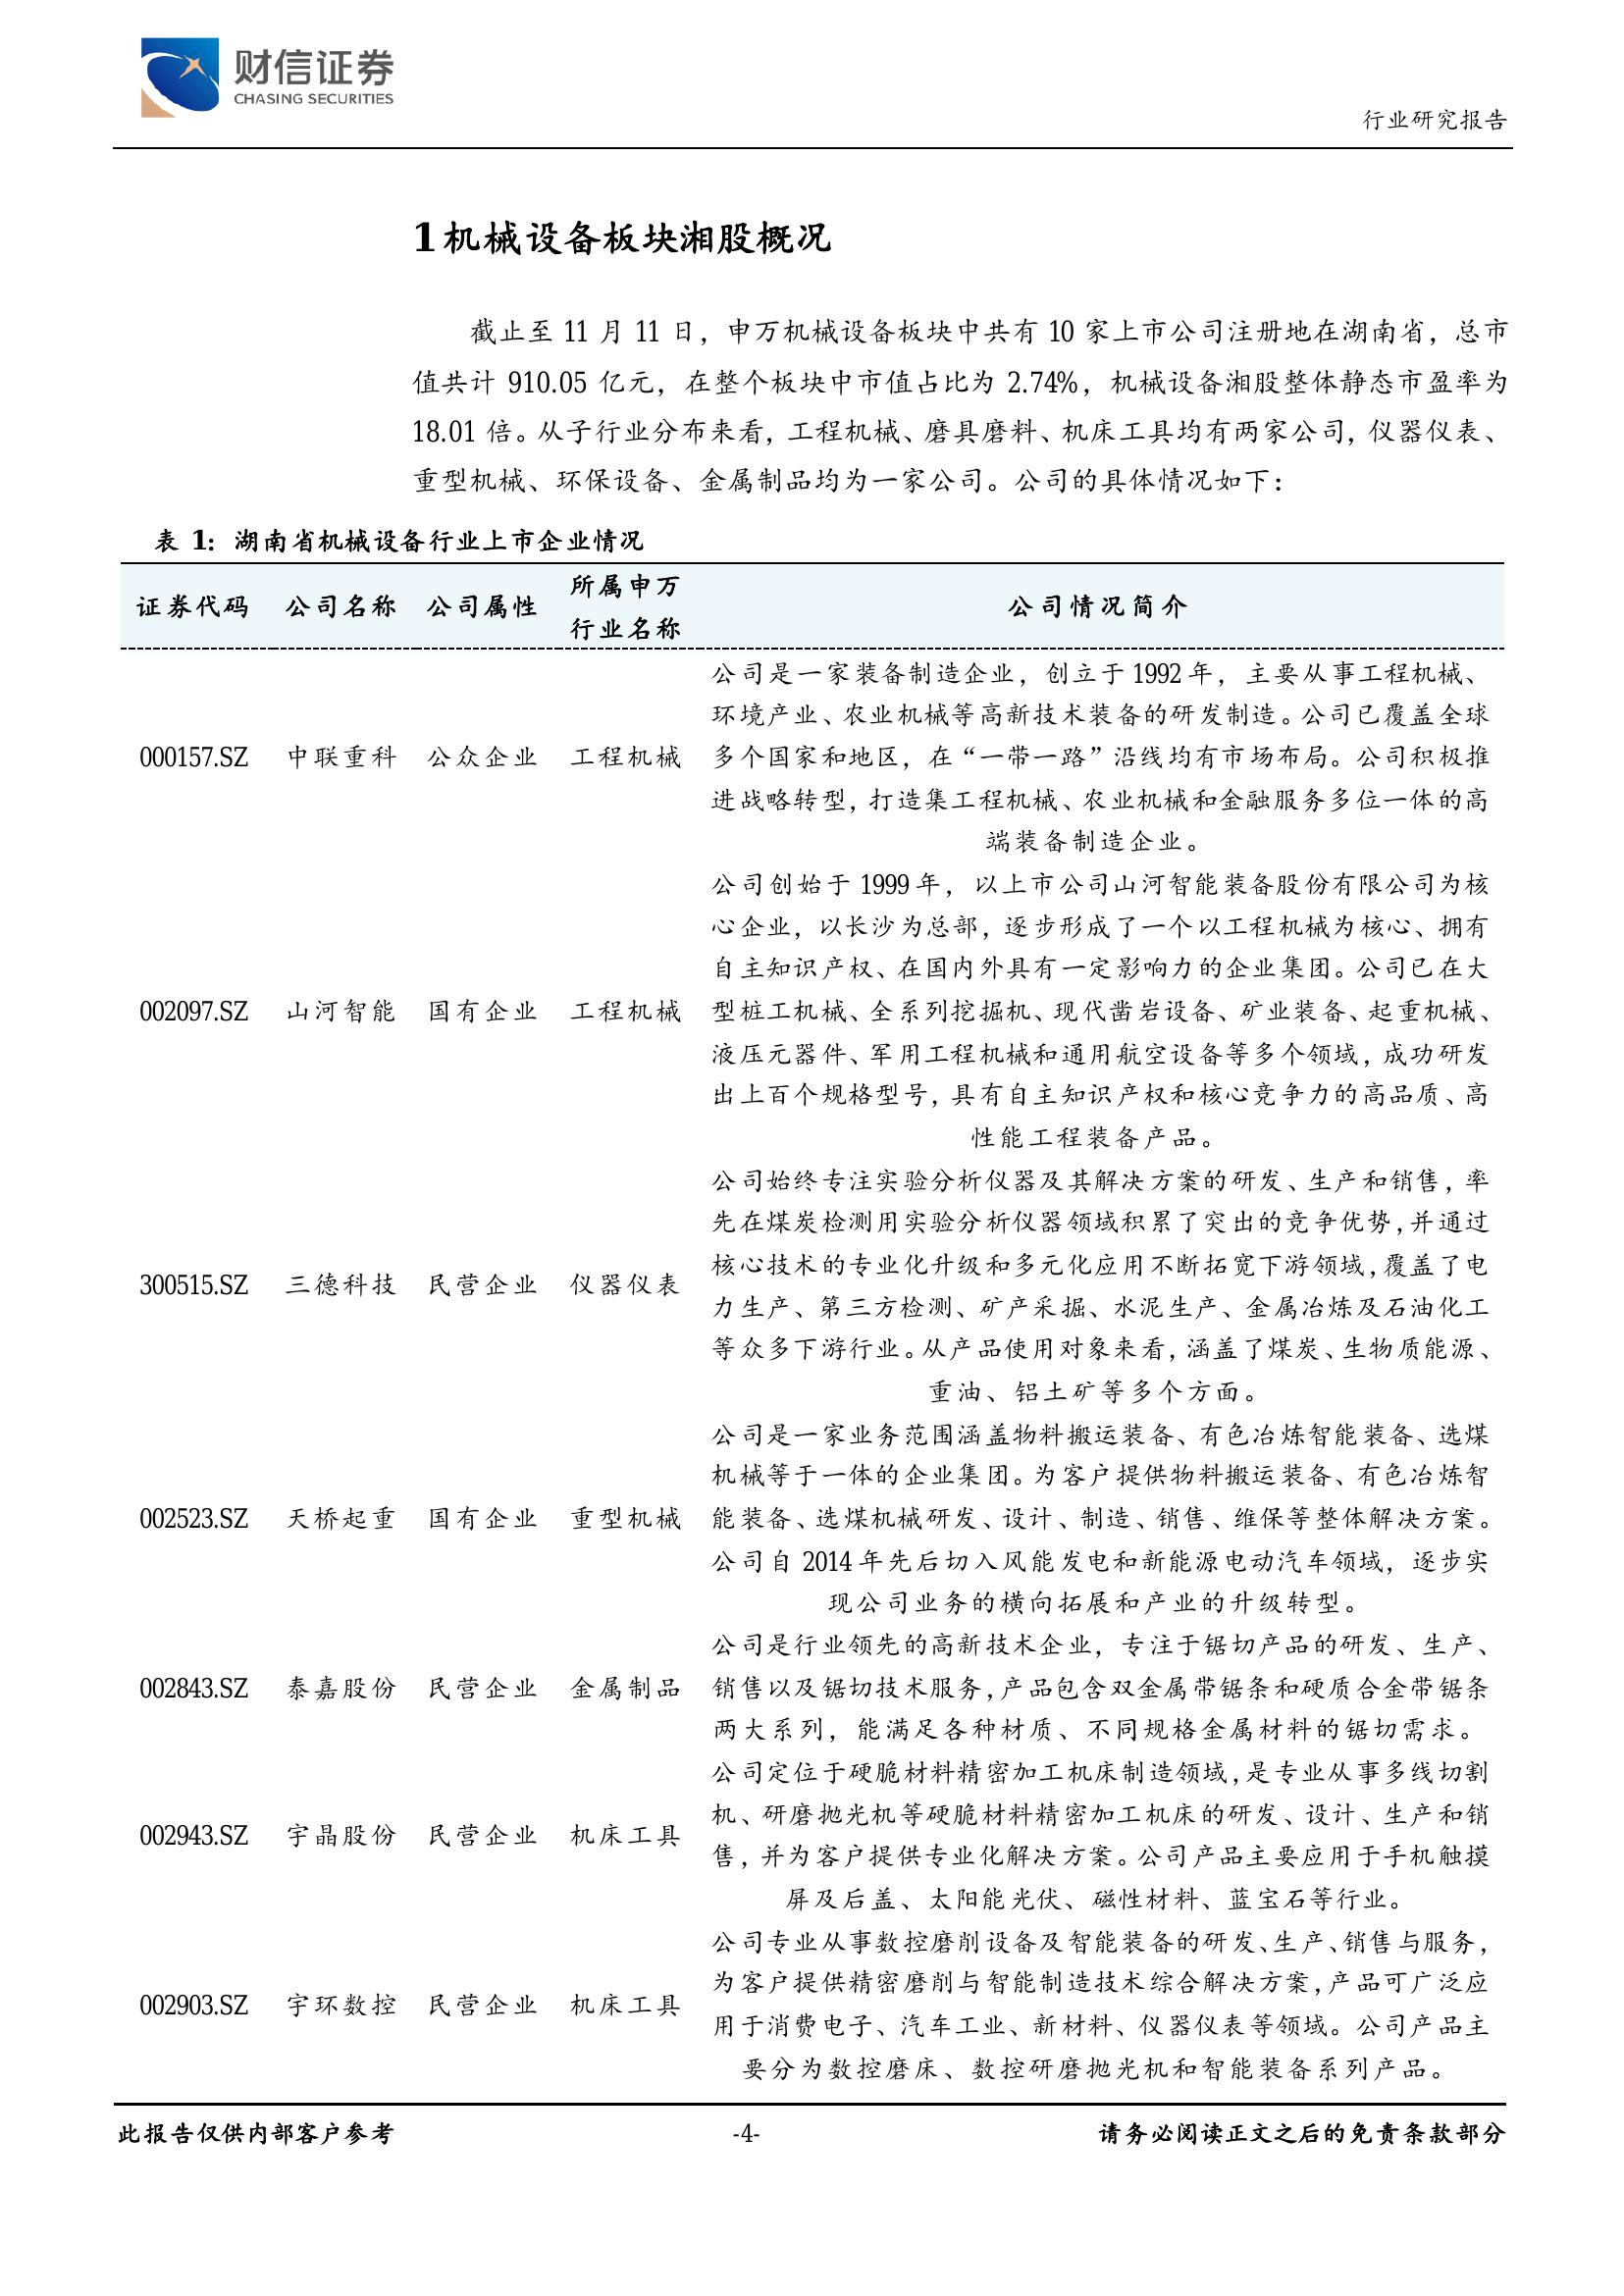 财信证券
CHASING SECURITIES
行业研究报告
1 机械设备板块湘股概况
截止至 11 月 11 日，申万机械设备板块中共有 10 家上市公司注册地在湖南省，总市
值共计 910.05 亿元，在整个板块中市值占比为 2.74%，机械设备湘股整体静态市盈率为
18.01 倍。从子行业分布来看，工程机械、磨具磨料、机床工具均有两家公司，仪器仪表、
重型机械、环保设备、金属制品均为一家公司。公司的具体情况如下：
表 1：湖南省机械设备行业上市企业情况
证券代码 公司名称 公司属性 所属申万行业名称 公司情况简介
公司是一家装备制造企业，创立于 1992 年，主要从事工程机械、
环境产业、农业机械等高新技术装备的研发制造。公司已覆盖全球
000157.SZ 中联重科 公众企业 工程机械 多个国家和地区，在“一带一路”沿线均有市场布局。公司积极推
进战略转型，打造集工程机械、农业机械和金融服务多位一体的高
端装备制造企业。
公司创始于 1999 年，以上市公司山河智能装备股份有限公司为核
心企业，以长沙为总部，逐步形成了一个以工程机械为核心、拥有
自主知识产权、在国内外具有一定影响力的企业集团。公司已在大
002097.SZ 山河智能 国有企业 工程机械 型桩工机械、全系列挖掘机、现代凿岩设备、矿业装备、起重机械、
液压元器件、军用工程机械和通用航空设备等多个领域，成功研发
出上百个规格型号，具有自主知识产权和核心竞争力的高品质、高
性能工程装备产品。
公司始终专注实验分析仪器及其解决方案的研发、生产和销售，率
先在煤炭检测用实验分析仪器领域积累了突出的竞争优势，并通过
核心技术的专业化升级和多元化应用不断拓宽下游领域，覆盖了电
300515.SZ 三德科技 民营企业 仪器仪表
力生产、第三方检测、矿产采掘、水泥生产、金属冶炼及石油化工
等众多下游行业。从产品使用对象来看，涵盖了煤炭、生物质能源、
重油、铝土矿等多个方面。
公司是一家业务范围涵盖物料搬运装备、有色冶炼智能装备、选煤
机械等于一体的企业集团。为客户提供物料搬运装备、有色冶炼智
002523.SZ 天桥起重 国有企业 重型机械 能装备、选煤机械研发、设计、制造、销售、维保等整体解决方案。
公司自 2014 年先后切入风能发电和新能源电动汽车领域，逐步实
现公司业务的横向拓展和产业的升级转型。
公司是行业领先的高新技术企业，专注于锯切产品的研发、生产、
002843.SZ 泰嘉股份 民营企业 金属制品 销售以及锯切技术服务，产品包含双金属带锯条和硬质合金带锯条
两大系列，能满足各种材质、不同规格金属材料的锯切需求。
公司定位于硬脆材料精密加工机床制造领域，是专业从事多线切割
机、研磨抛光机等硬脆材料精密加工机床的研发、设计、生产和销
002943.SZ 宇晶股份 民营企业 机床工具
售，并为客户提供专业化解决方案。公司产品主要应用于手机触摸
屏及后盖、太阳能光伏、磁性材料、蓝宝石等行业。
公司专业从事数控磨削设备及智能装备的研发、生产、销售与服务，
为客户提供精密磨削与智能制造技术综合解决方案，产品可广泛应
002903.SZ 宇环数控 民营企业 机床工具
用于消费电子、汽车工业、新材料、仪器仪表等领域。公司产品主
要分为数控磨床、数控研磨抛光机和智能装备系列产品。
此报告仅供内部客户参考 -4- 请务必阅读正文之后的免责条款部分